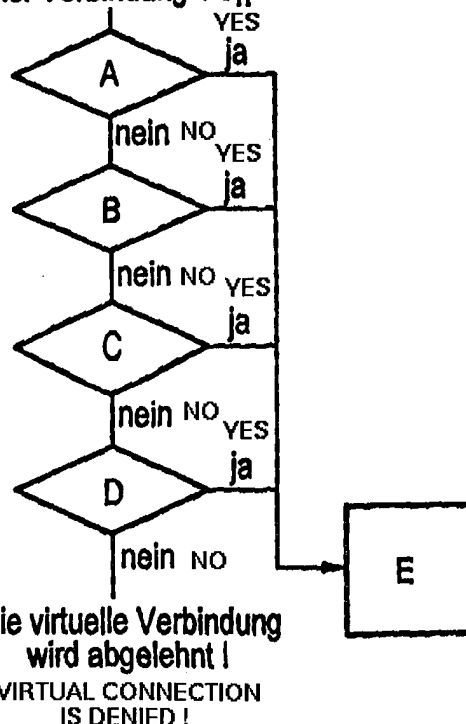 Verbindung
YES
ja
A
nein NO
YES
ja
B
nein NO
YES
ja
C
nein NO
YES
ja
D
nein NO
E
ie virtuelle Verbindung
wird abgelehnt !
VIRTUAL CONNECTION
IS DENIED !